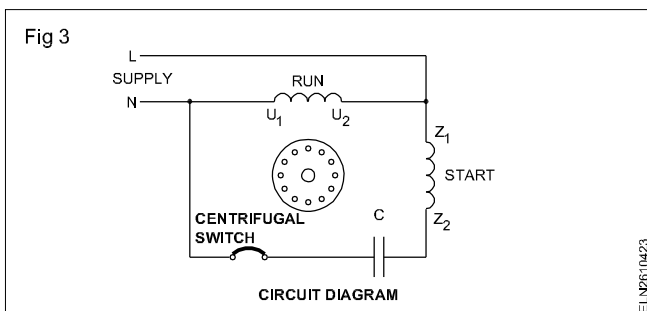 Fig 3
L
SUPPLY
RUN
N
U1 U2
Z1
START
Z2
C
CENTRIFUGAL
SWITCH
CIRCUIT DIAGRAM
ELN2610423